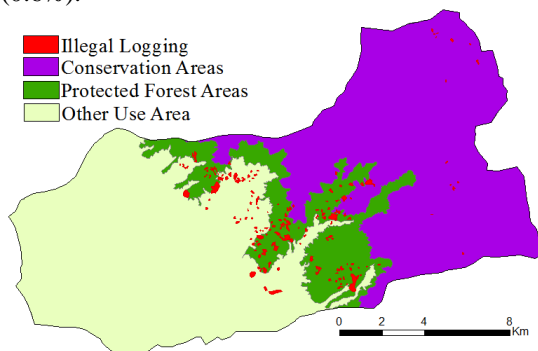 Illegal Logging
Conservation Areas
Protected Forest Areas
Other Use Area
0 2 4 8
Km